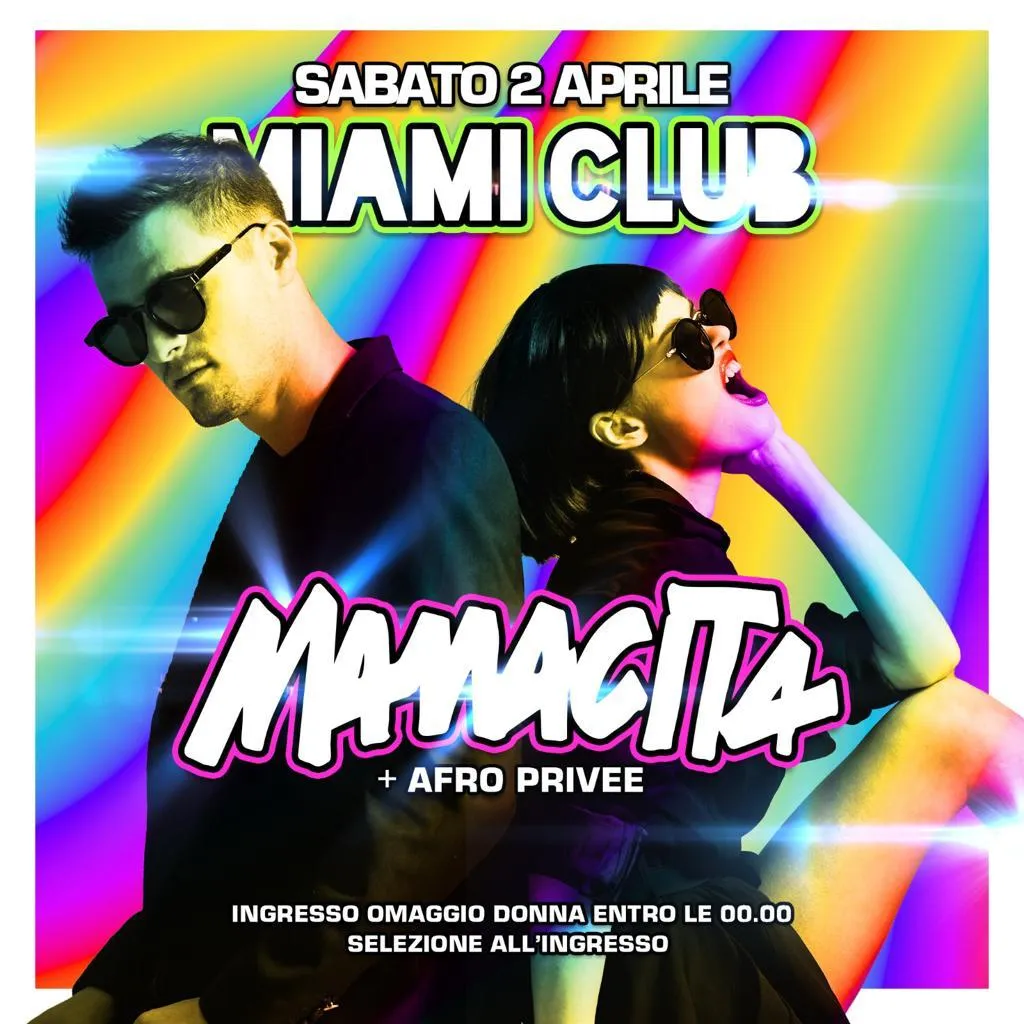 SABATO 2 APRILE
MIAMI CLUB
MAMACITA
+ AFRO PRIVEE
INGRESSO OMAGGIO DONNA ENTRO LE 00.00
SELEZIONE ALL'INGRESSO